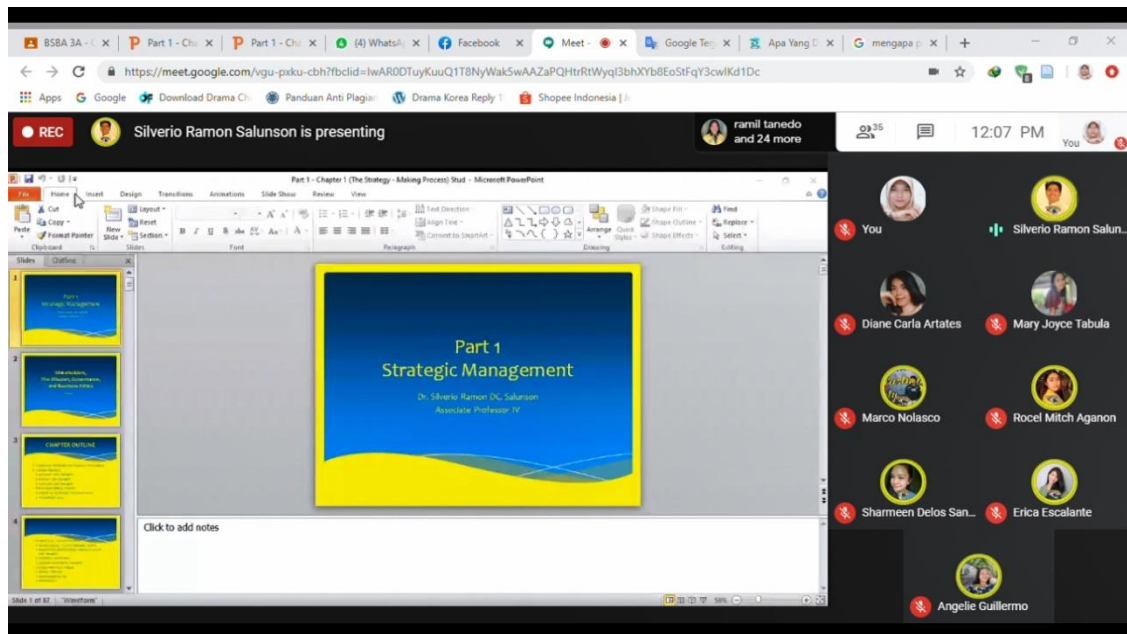 BSBA 3A -
Part 1 - Cha
Part 1 - Cha
(4) WhatsA
Facebook
Meet -
Google Ter
Apa Yang D
mengapa p
https://meet.google.com/vgu-pxku-cbh?fbclid=IwAR0DTuyKuuQ1T8NyWak5wAAZaPQHtrRtWyql3bhXYb8EoStFqY3cwlKd1Dc
Apps
Google
Download Drama Ch
Panduan Anti Plagiar
Drama Korea Reply 1
Shopee Indonesia |
REC
Silverio Ramon Salunson is presenting
ramil tanedo
and 24 more
35
12:07 PM
You
Part 1 - Chapter 1 (The Strategy - Making Process) Stud - Microsoft PowerPoint
File Home Insert Design Transitions Animations Slide Show Review View
Paste
Cut
Copy
Format Painter
Clipboard
New
Slide
Layout
Reset
Section
Slides
Font
Text Direction
Align Text
Convert to SmartArt
Paragraph
Arrange
Quick
Styles
Shape Fill
Shape Outline
Shape Effects
Drawing
Find
Replace
Select
Editing
Slides
Outline
1
Part 1
Strategic Management
2
Stakeholders,
The Mission, Governance,
and Business Ethics
3
CHAPTER OUTLINE
4
Part 1
Strategic Management
Dr. Silverio Ramon DC. Salunson
Associate Professor IV
Click to add notes
Slide 1 of 87
"Waveform"
58%
You
Silverio Ramon Salun...
Diane Carla Artates
Mary Joyce Tabula
Marco Nolasco
Rocel Mitch Aganon
Sharmeen Delos San...
Erica Escalante
Angelie Guillermo